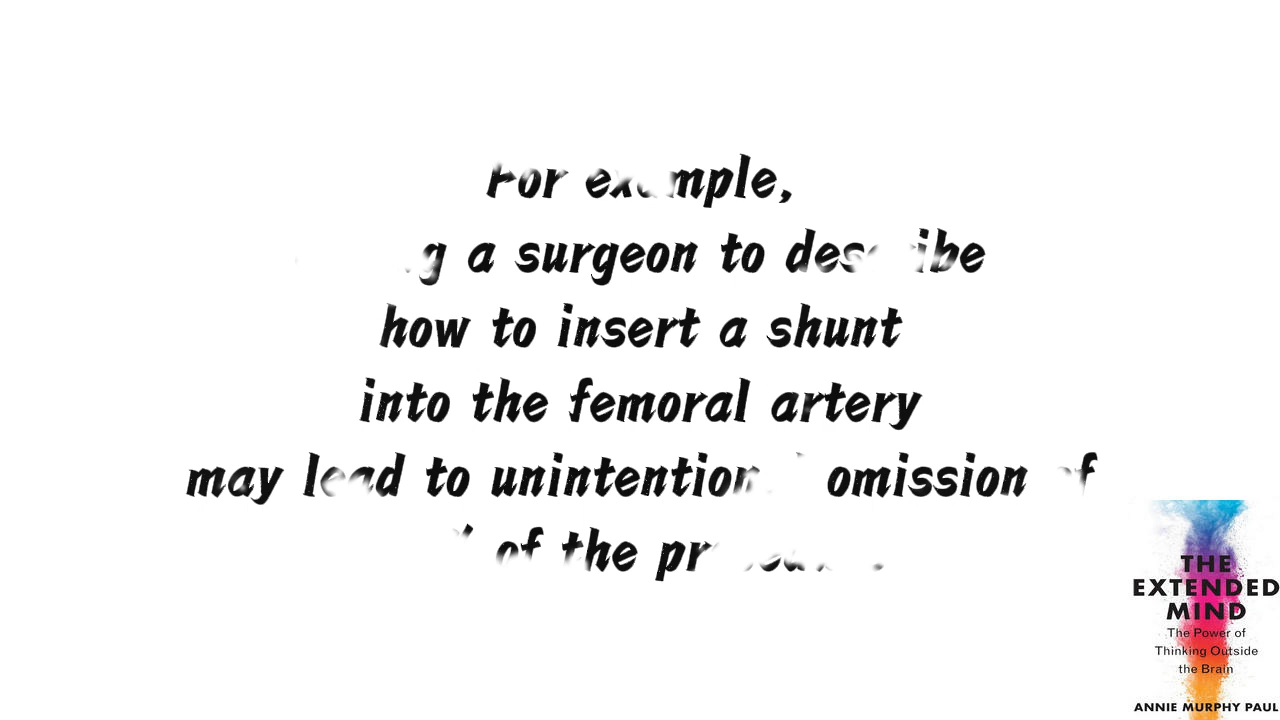 For example,
a surgeon to describe
how to insert a shunt
into the femoral artery
may lead to unintentional omission of
of the
THE
EXTENDED
MIND
The Power of
Thinking Outside
the Brain
ANNIE MURPHY PAUL